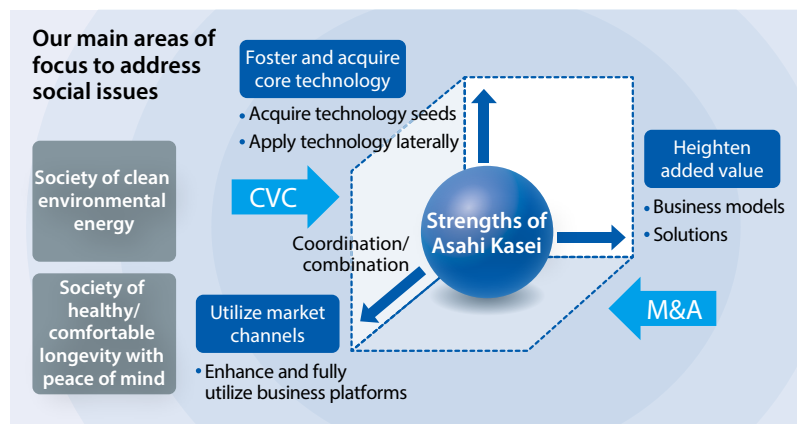 Our main areas of
focus to address
social issues
Society of clean
environmental
energy
Society of
healthy/
comfortable
longevity with
peace of mind
Foster and acquire
core technology
• Acquire technology seeds
• Apply technology laterally
CVC
Coordination/
combination
Strengths of
Asahi Kasei
Utilize market
channels
• Enhance and fully
utilize business platforms
Heighten
added value
• Business models
• Solutions
M&A